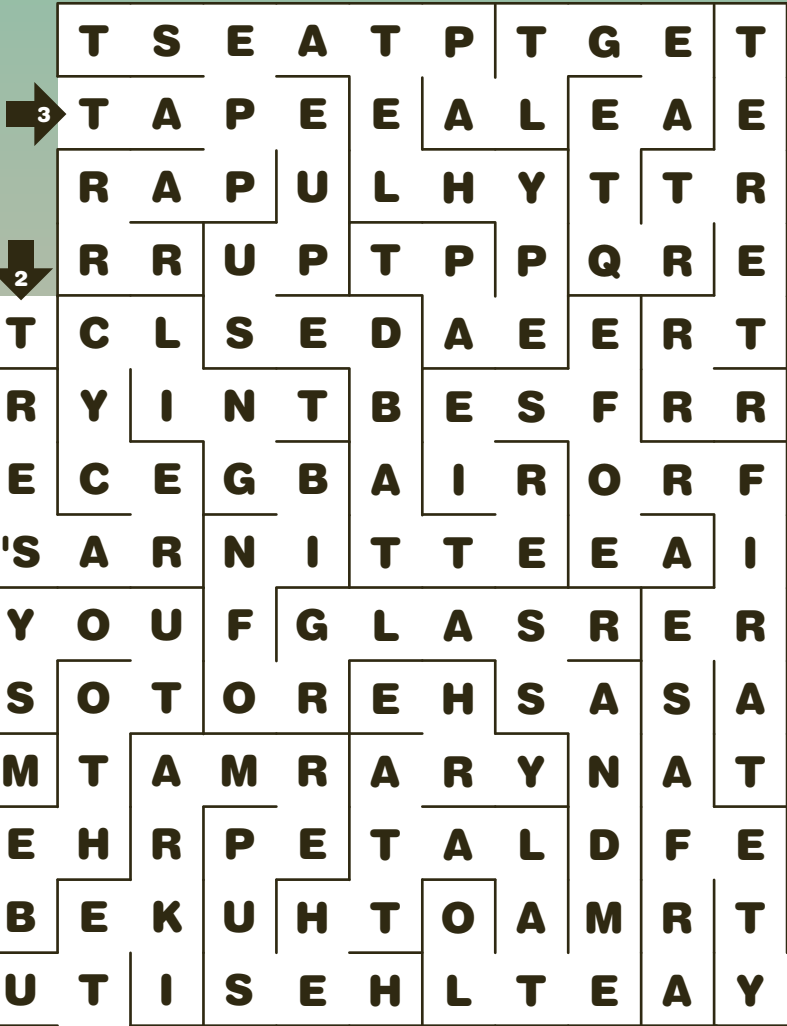 T S E A T P T G E T
3 T A P E E A L E A E
R A P U L H Y T T R
R R U P T P P Q R E
2
T C L S E D A E E R T
R Y I N T B E S F R R
E C E G B A I R O R F
'S A R N I T T E E A I
Y O U F G L A S R E R
S O T O R E H S A S A
M T A M R A R Y N A T
E H R P E T A L D F E
B E K U H T O A M R T
U T I S E H L T E A Y